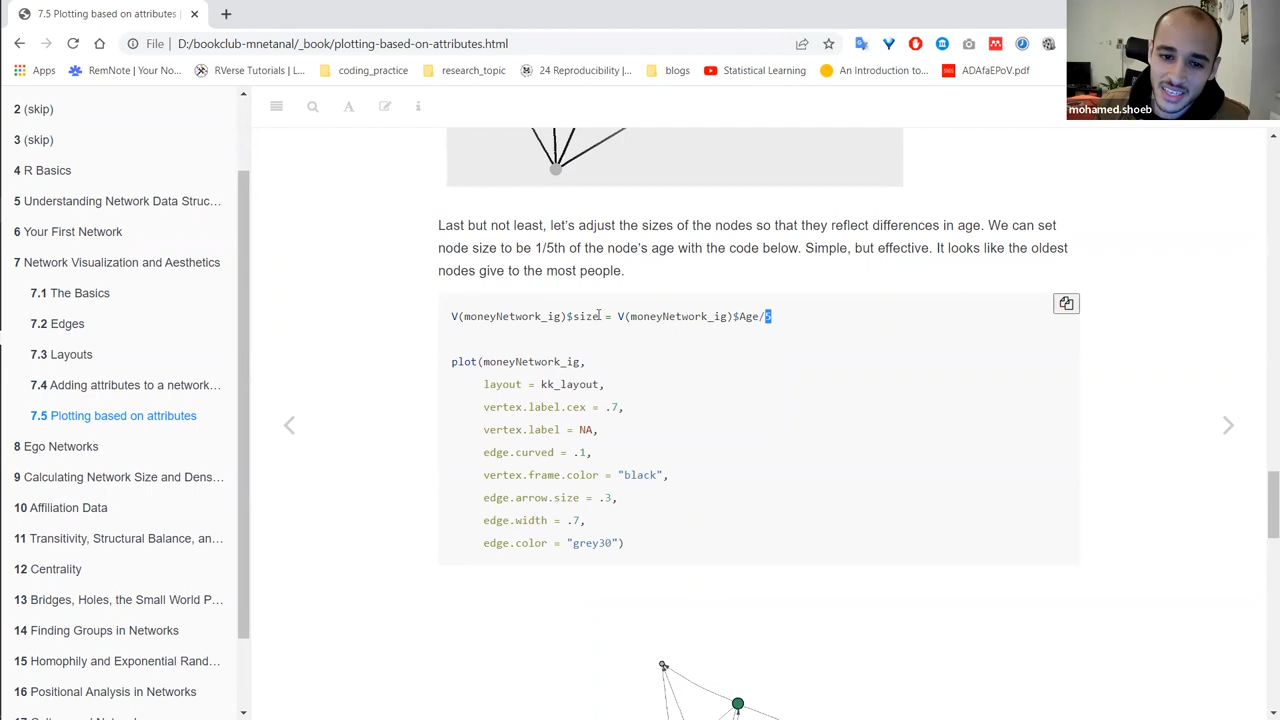 7.5 Plotting based on attributes
File D:/bookclub-mnetanal/_book/plotting-based-on-attributes.html
Apps RemNote | Your No... RVerse Tutorials | L... coding_practice research_topic 24 Reproducibility |... blogs Statistical Learning An Introduction to... ADAfaEPoV.pdf
mohamed.shoeb
2 (skip)
3 (skip)
4 R Basics
5 Understanding Network Data Struc...
6 Your First Network
7 Network Visualization and Aesthetics
7.1 The Basics
7.2 Edges
7.3 Layouts
7.4 Adding attributes to a network...
7.5 Plotting based on attributes
8 Ego Networks
9 Calculating Network Size and Dens...
10 Affiliation Data
11 Transitivity, Structural Balance, an...
12 Centrality
13 Bridges, Holes, the Small World P...
14 Finding Groups in Networks
15 Homophily and Exponential Rand...
16 Positional Analysis in Networks
Last but not least, let's adjust the sizes of the nodes so that they reflect differences in age. We can set
node size to be 1/5th of the node's age with the code below. Simple, but effective. It looks like the oldest
nodes give to the most people.
V(moneyNetwork_ig)$size = V(moneyNetwork_ig)$Age/5
plot(moneyNetwork_ig,
layout = kk_layout,
vertex.label.cex = .7,
vertex.label = NA,
edge.curved = .1,
vertex.frame.color = "black",
edge.arrow.size = .3,
edge.width = .7,
edge.color = "grey30")